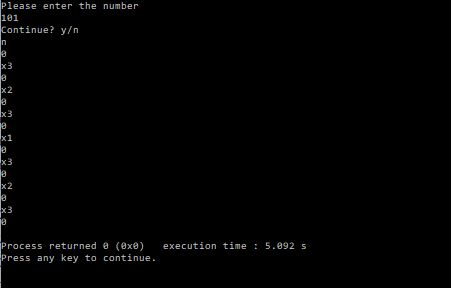 Please enter the number
101
Continue? y/n
n
0
x3
0
x2
0
x3
0
x1
0
x3
0
x2
0
x3
0
Process returned 0 (0x0)   execution time : 5.092 s
Press any key to continue.